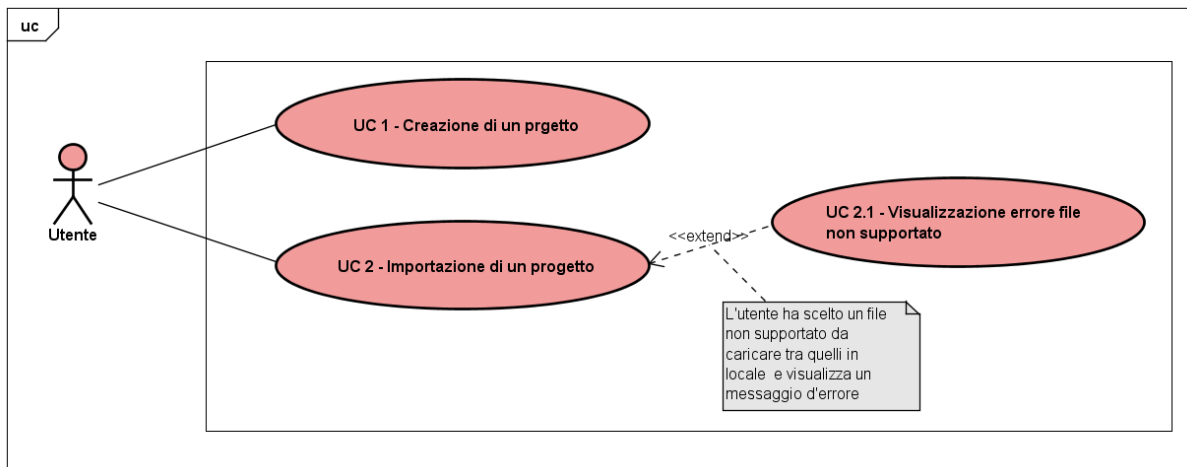 uc
UC 1 - Creazione di un prgetto
Utente
UC 2 - Importazione di un progetto
<<extend>>
UC 2.1 - Visualizzazione errore file
non supportato
L'utente ha scelto un file
non supportato da
caricare tra quelli in
locale e visualizza un
messaggio d'errore